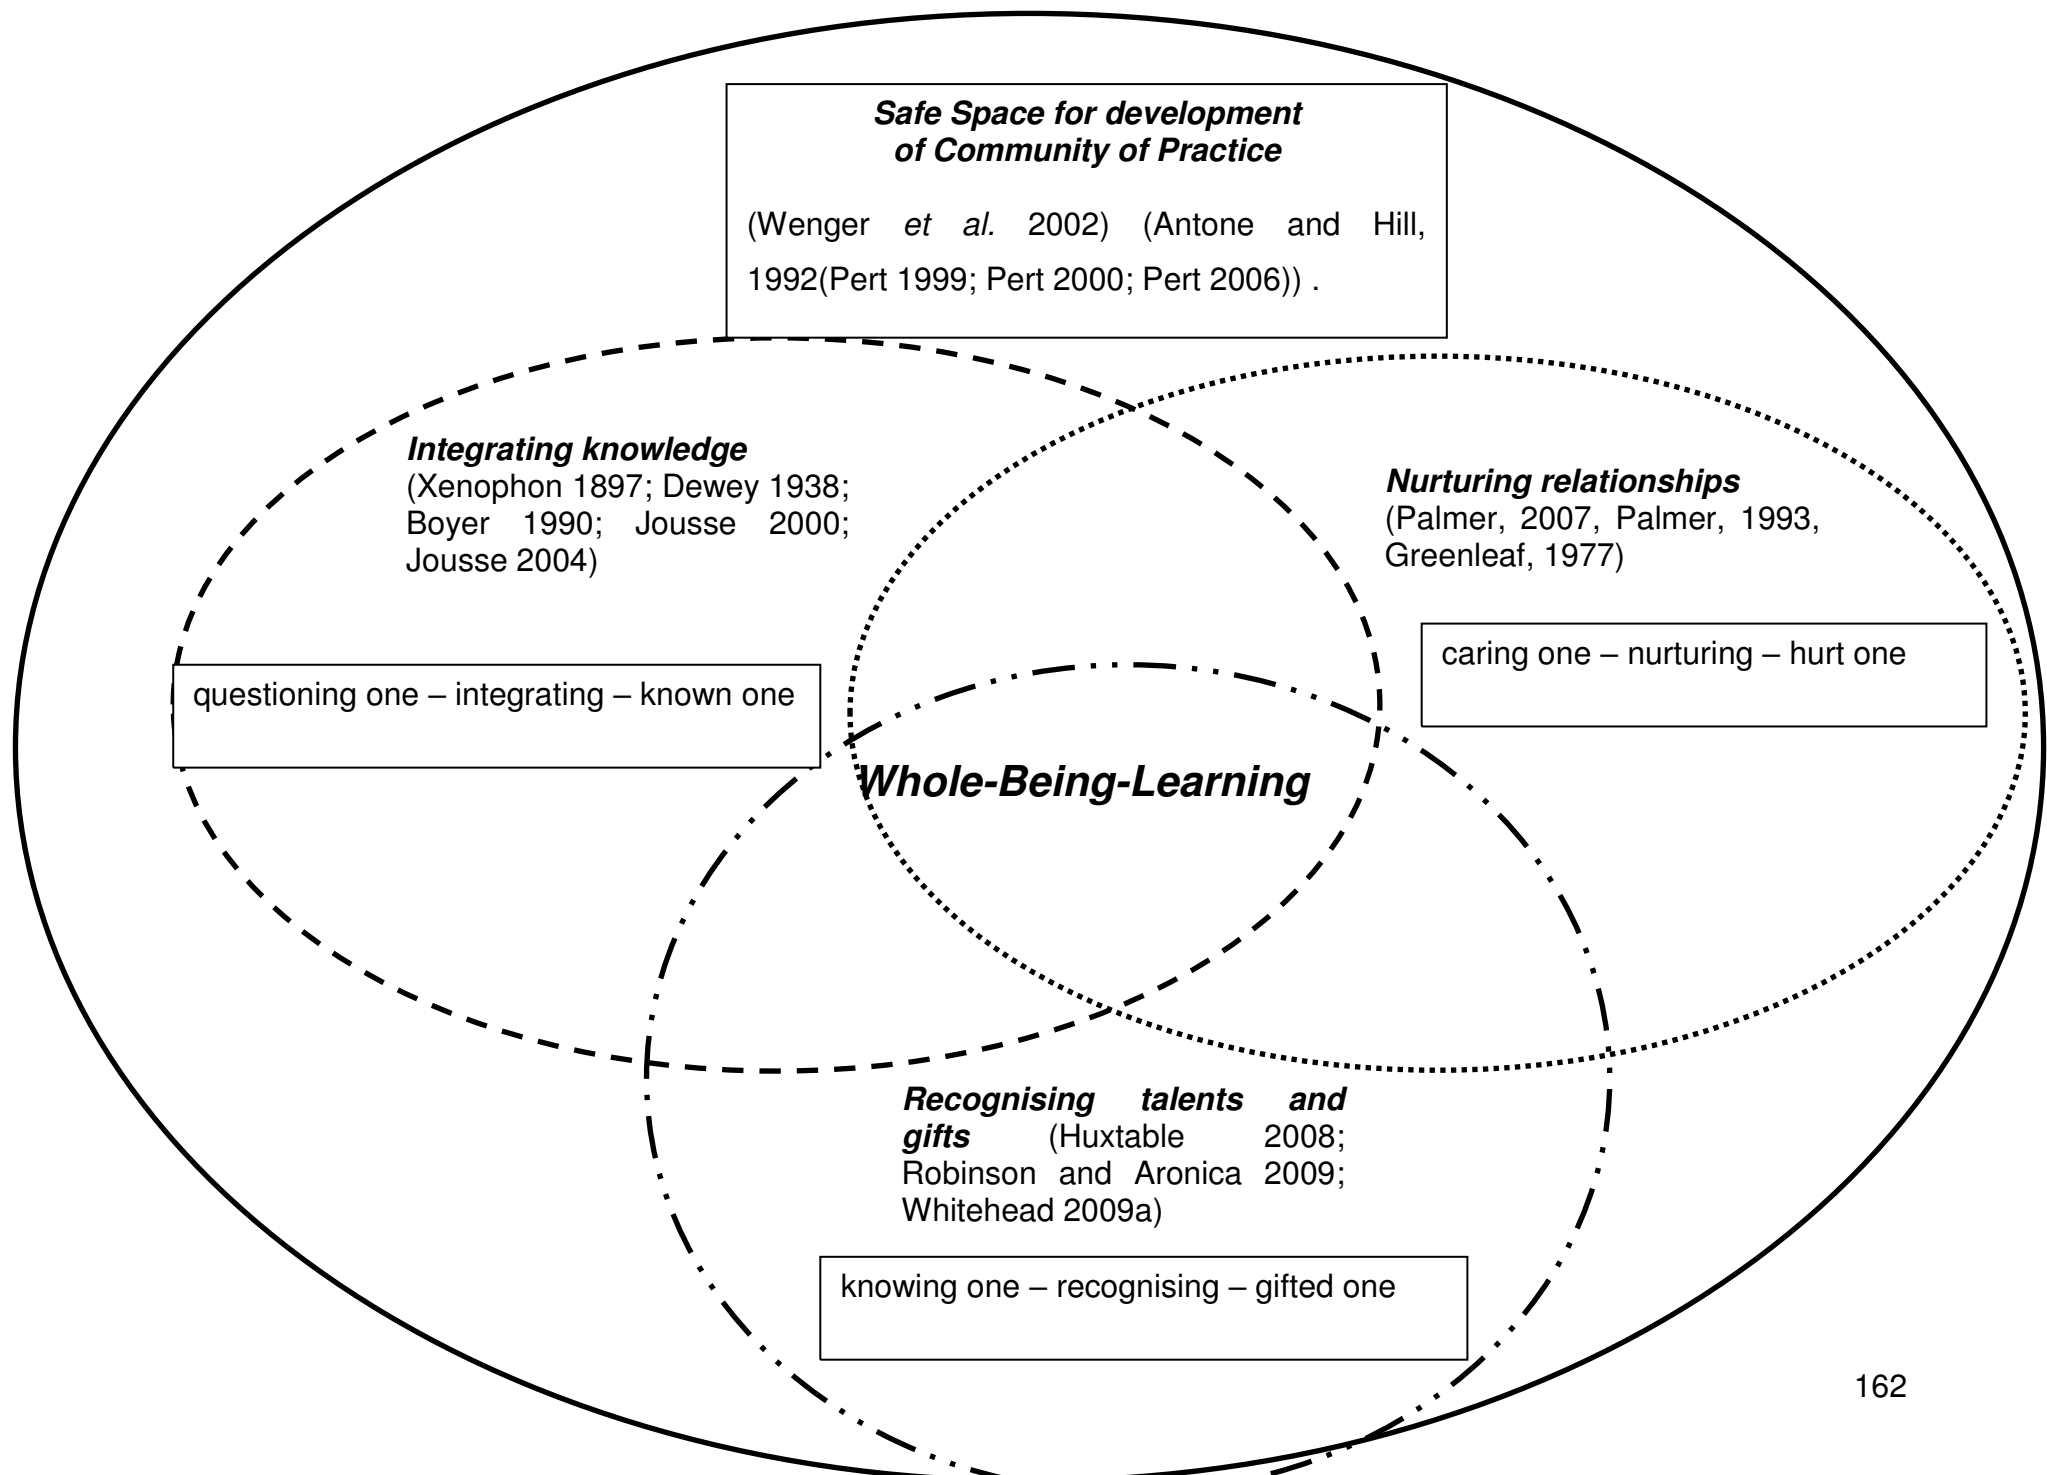 Safe Space for development
of Community of Practice
(Wenger et al. 2002) (Antone and Hill,
1992(Pert 1999; Pert 2000; Pert 2006)) .
Integrating knowledge
(Xenophon 1897; Dewey 1938;
Boyer 1990; Jousse 2000;
Jousse 2004)
Nurturing relationships
(Palmer, 2007, Palmer, 1993,
Greenleaf, 1977)
caring one – nurturing – hurt one
questioning one – integrating – known one
Whole-Being-Learning
Recognising talents and
gifts (Huxtable 2008;
Robinson and Aronica 2009;
Whitehead 2009a)
knowing one – recognising – gifted one
162